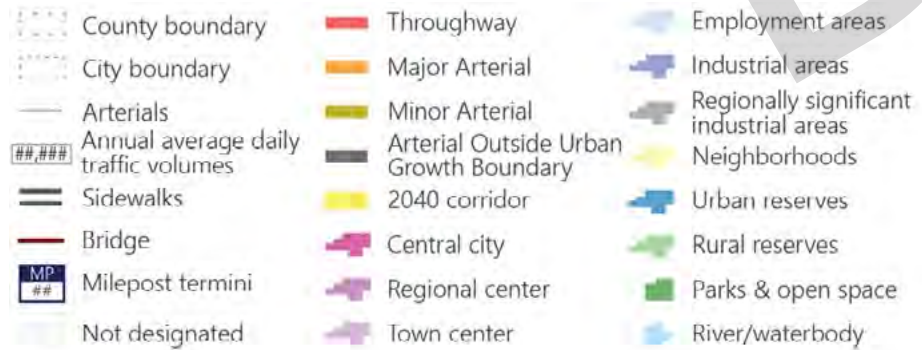 County boundary
City boundary
Arterials
##,###
Annual average daily
traffic volumes
Sidewalks
Bridge
MP
##
Milepost termini
Not designated
Throughway
Major Arterial
Minor Arterial
Arterial Outside Urban
Growth Boundary
2040 corridor
Central city
Regional center
Town center
Employment areas
Industrial areas
Regionally significant
industrial areas
Neighborhoods
Urban reserves
Rural reserves
Parks & open space
River/waterbody